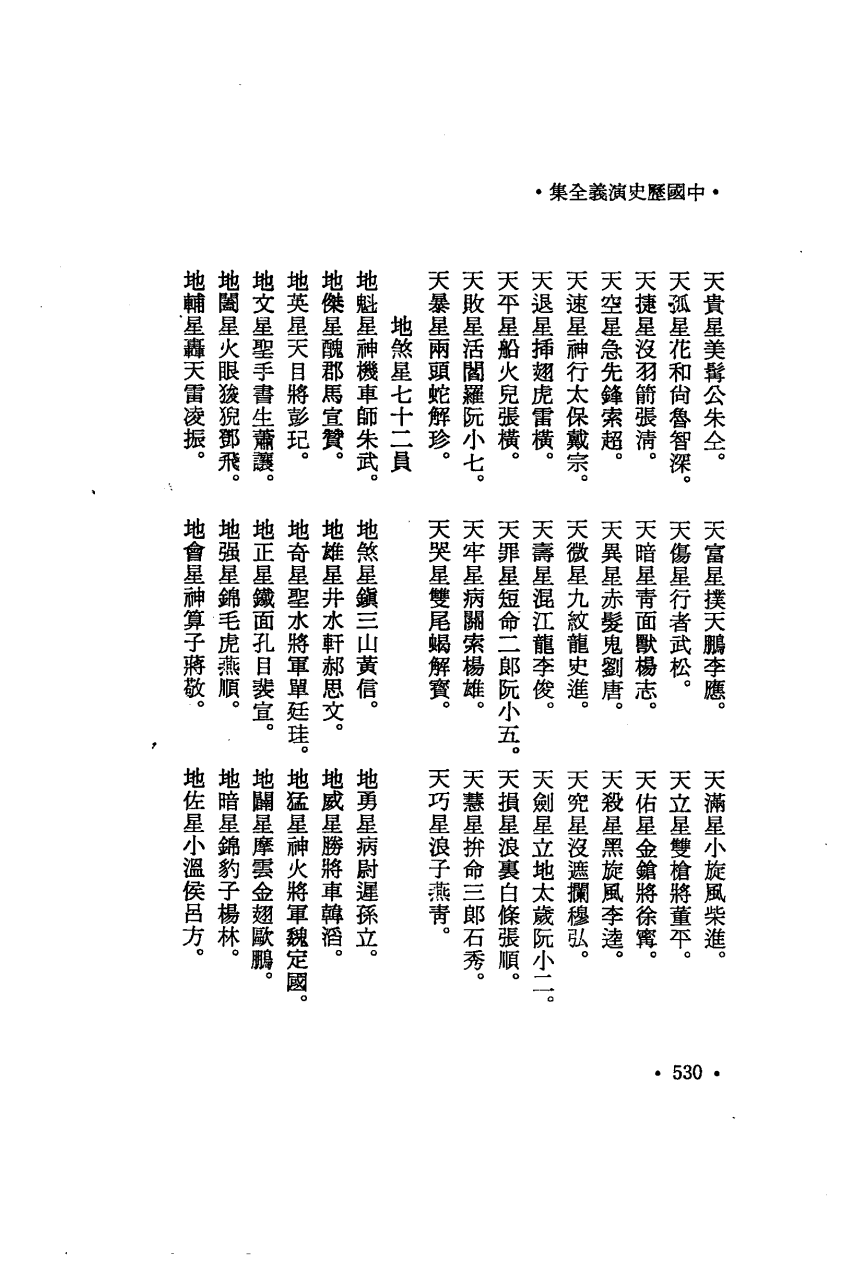 ・中國歷史演義全集・
天貴星美髯公朱仝。 天富星撲天鵬李應。 天滿星小旋風柴進。
天孤星花和尚魯智深。 天傷星行者武松。 天立星雙槍將董平。
天捷星沒羽箭張清。 天暗星青面獸楊志。 天佑星金鎗將徐寗。
天空星急先鋒索超。 天異星赤髮鬼劉唐。 天殺星黑旋風李逵。
天速星神行太保戴宗。 天微星九紋龍史進。 天究星沒遮攔穆弘。
天退星挿翅虎雷橫。 天壽星混江龍李俊。 天劍星立地太歲阮小二。
天平星船火兒張橫。 天罪星短命二郎阮小五。 天損星浪裏白條張順。
天敗星活閻羅阮小七。 天牢星病關索楊雄。 天慧星拚命三郎石秀。
天暴星兩頭蛇解珍。 天哭星雙尾蝎解寶。 天巧星浪子燕青。
地煞星七十二員
地魁星神機車師朱武。 地煞星鎭三山黃信。 地勇星病尉遲孫立。
地傑星醜郡馬宣贊。 地雄星井水軒郝思文。 地威星勝將車韓滔。
地英星天目將彭玘。 地奇星聖水將軍單廷珪。 地猛星神火將軍魏定國。
地文星聖手書生蕭讓。 地正星鐵面孔目裴宣。 地闢星摩雲金翅歐鵬。
地闔星火眼狻猊鄧飛。 地强星錦毛虎燕順。 地暗星錦豹子楊林。
地輔星轟天雷凌振。 地會星神算子蔣敬。 地佐星小溫侯呂方。
・530・